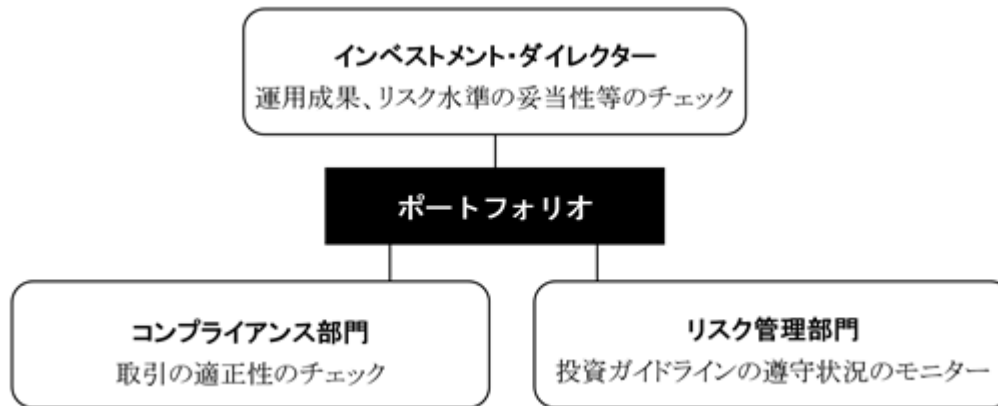 インベストメント・ダイレクター
運用成果、リスク水準の妥当性等のチェック
ポートフォリオ
コンプライアンス部門
取引の適正性のチェック
リスク管理部門
投資ガイドラインの遵守状況のモニター